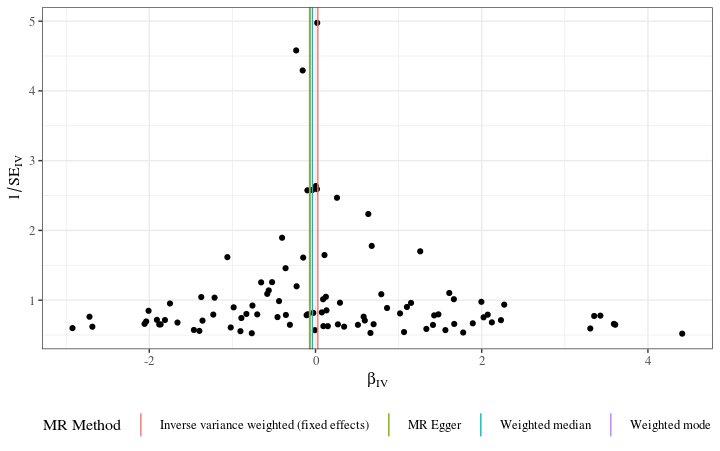 5
4
3
2
1
1/SE_IV
-2
0
2
4
β_IV
MR Method
Inverse variance weighted (fixed effects)
MR Egger
Weighted median
Weighted mode